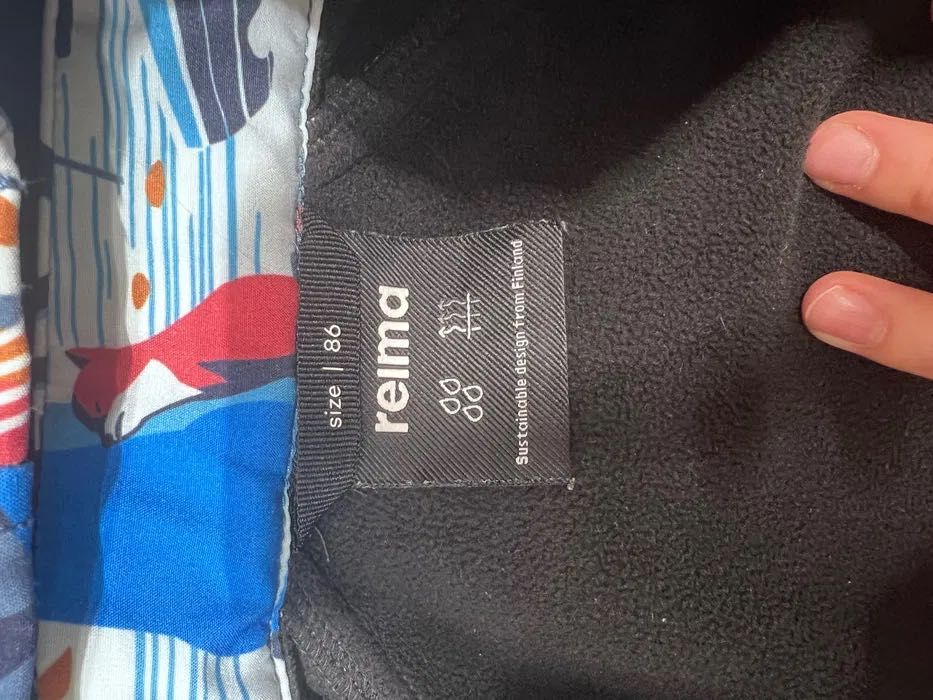 size | 86
reima
Sustainable design from Finland